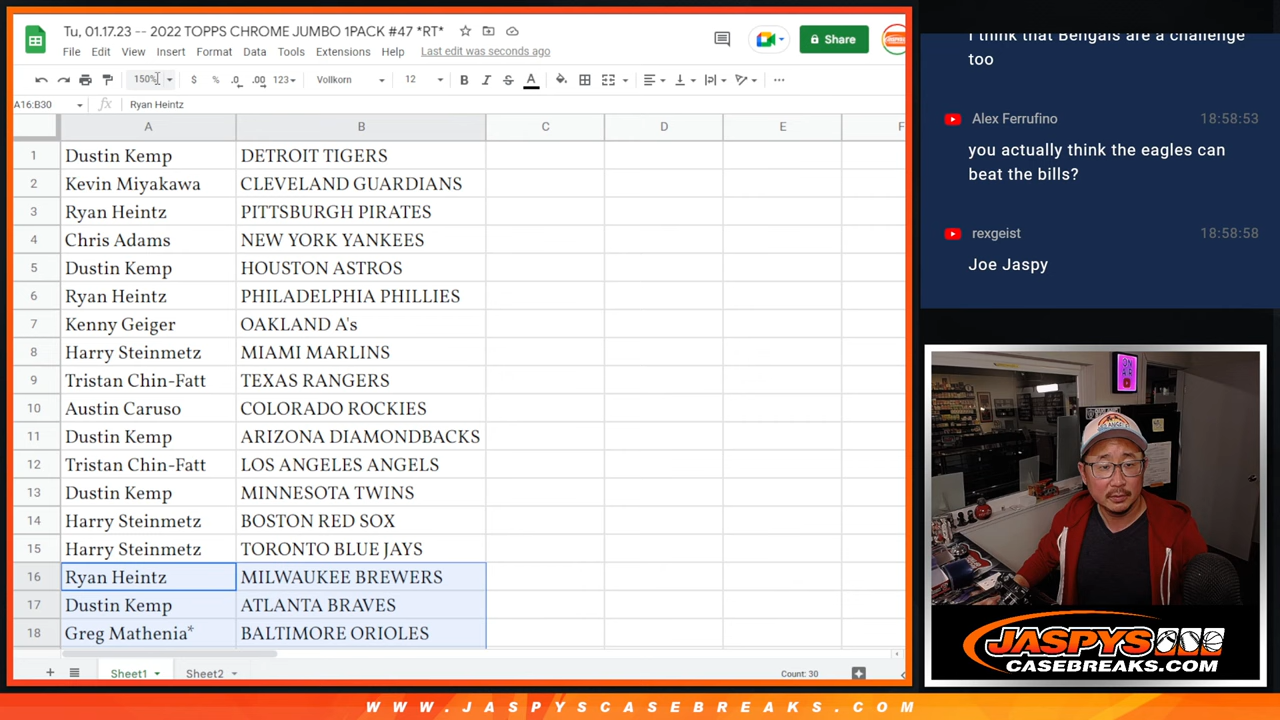 Tu, 01.17.23 -- 2022 TOPPS CHROME JUMBO 1PACK #47 *RT*
File Edit View Insert Format Data Tools Extensions Help Last edit was seconds ago
Share
150% $ % .0 .00 123 Vollkorn 12 B I S A
A16:B30 fx Ryan Heintz
A B C D E F
1 Dustin Kemp DETROIT TIGERS
2 Kevin Miyakawa CLEVELAND GUARDIANS
3 Ryan Heintz PITTSBURGH PIRATES
4 Chris Adams NEW YORK YANKEES
5 Dustin Kemp HOUSTON ASTROS
6 Ryan Heintz PHILADELPHIA PHILLIES
7 Kenny Geiger OAKLAND A's
8 Harry Steinmetz MIAMI MARLINS
9 Tristan Chin-Fatt TEXAS RANGERS
10 Austin Caruso COLORADO ROCKIES
11 Dustin Kemp ARIZONA DIAMONDBACKS
12 Tristan Chin-Fatt LOS ANGELES ANGELS
13 Dustin Kemp MINNESOTA TWINS
14 Harry Steinmetz BOSTON RED SOX
15 Harry Steinmetz TORONTO BLUE JAYS
16 Ryan Heintz MILWAUKEE BREWERS
17 Dustin Kemp ATLANTA BRAVES
18 Greg Mathenia* BALTIMORE ORIOLES
Sheet1 Sheet2 Count: 30
I think that Bengals are a challenge
too
Alex Ferrufino 18:58:53
you actually think the eagles can
beat the bills?
rexgeist 18:58:58
Joe Jaspy
ON
AIR
JASPYS
CASEBREAKS.COM
WWW.JASPYSCASEBREAKS.COM